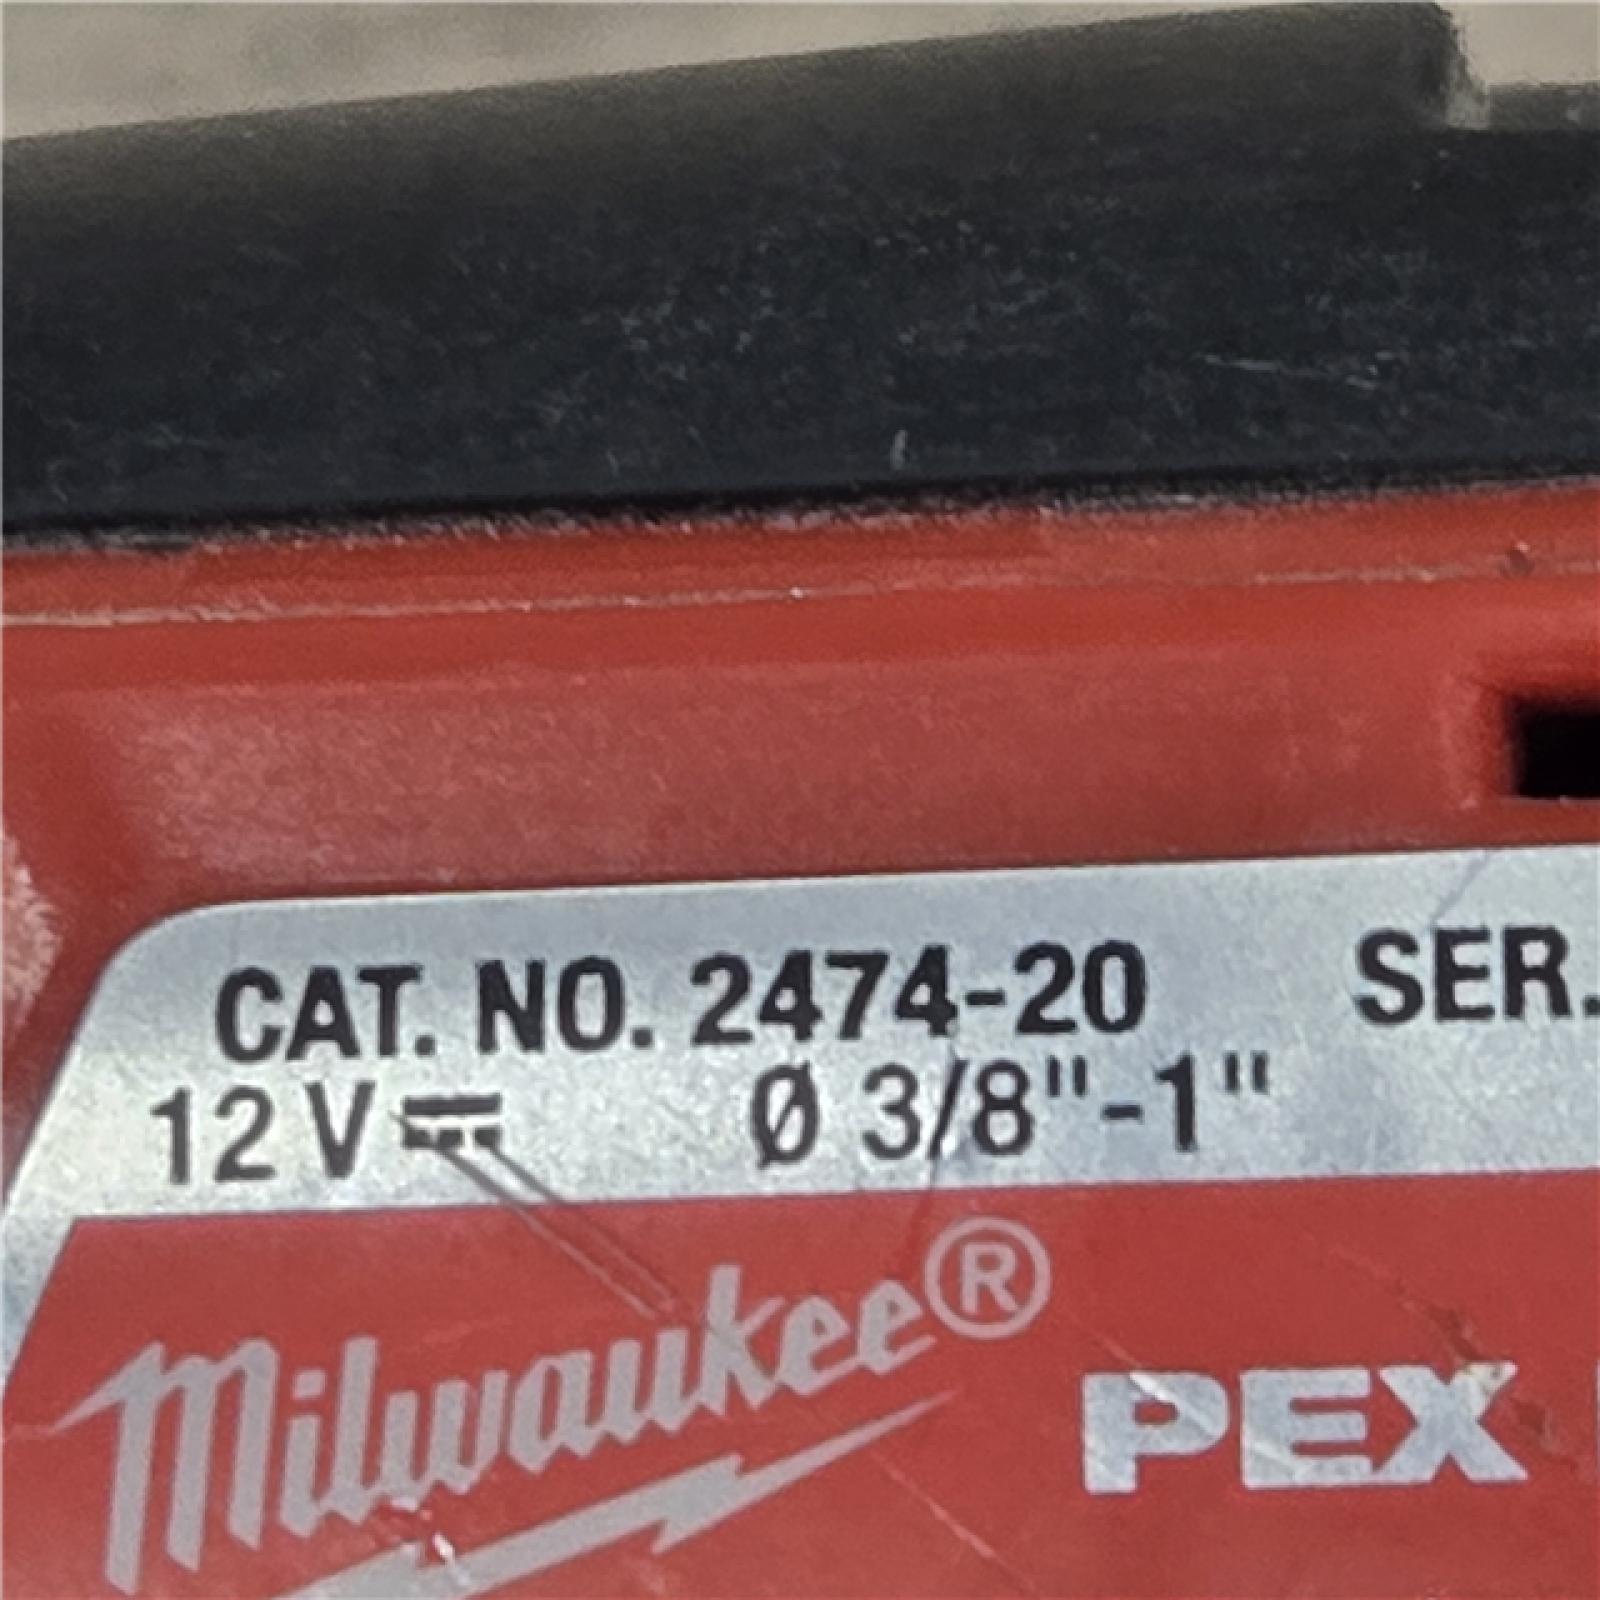 CAT. NO. 2474-20 SER.
12 V ⎓ Ø 3/8"-1"
Milwaukee®
PEX